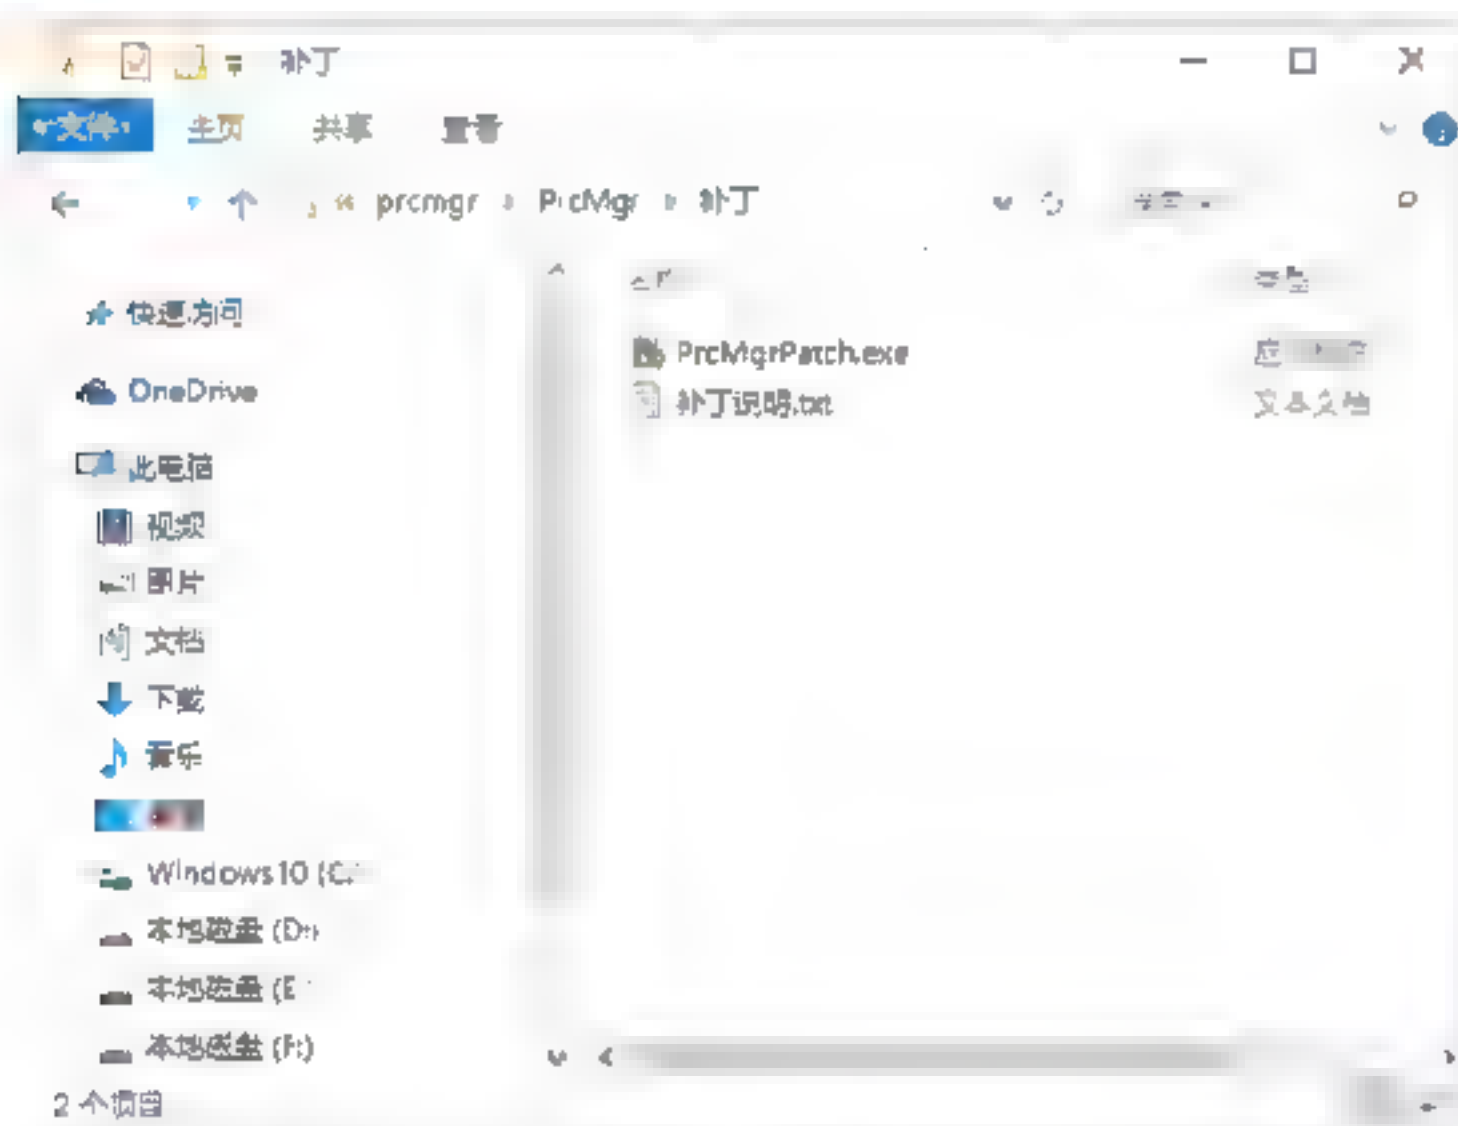 补丁
文件 主页 共享 查看
prcmgr PrcMgr 补丁
快速访问
OneDrive
此电脑
视频
图片
文档
下载
音乐
Windows10 (C:
本地磁盘 (D:)
本地磁盘 (E
本地磁盘 (F:)
类型
PrcMgrPatch.exe
补丁说明.txt 文本文档
2 个项目